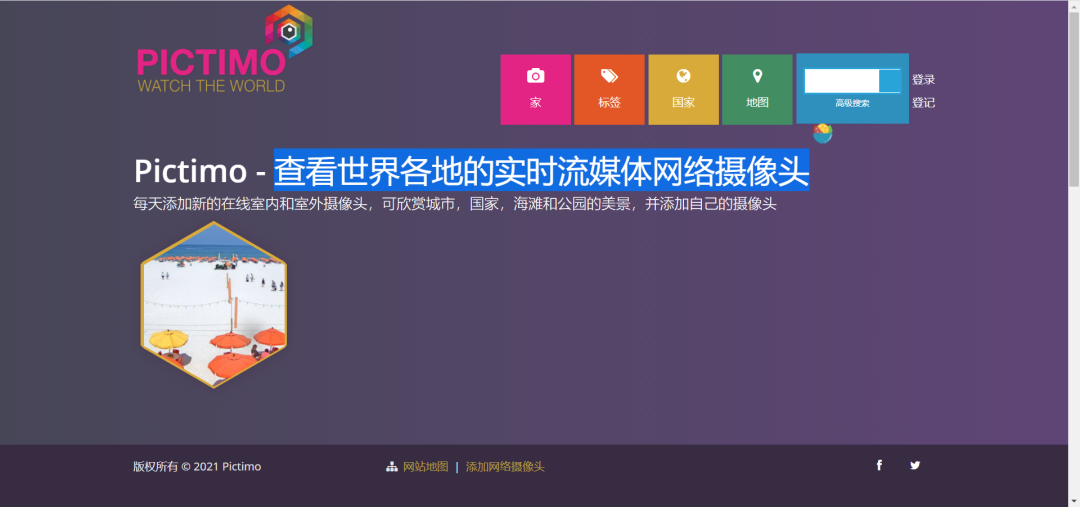 PICTIMO
WATCH THE WORLD
家
标签
国家
地图
高级搜索
登录
登记
Pictimo - 查看世界各地的实时流媒体网络摄像头
每天添加新的在线室内和室外摄像头，可欣赏城市，国家，海滩和公园的美景，并添加自己的摄像头
版权所有 © 2021 Pictimo
网站地图 | 添加网络摄像头